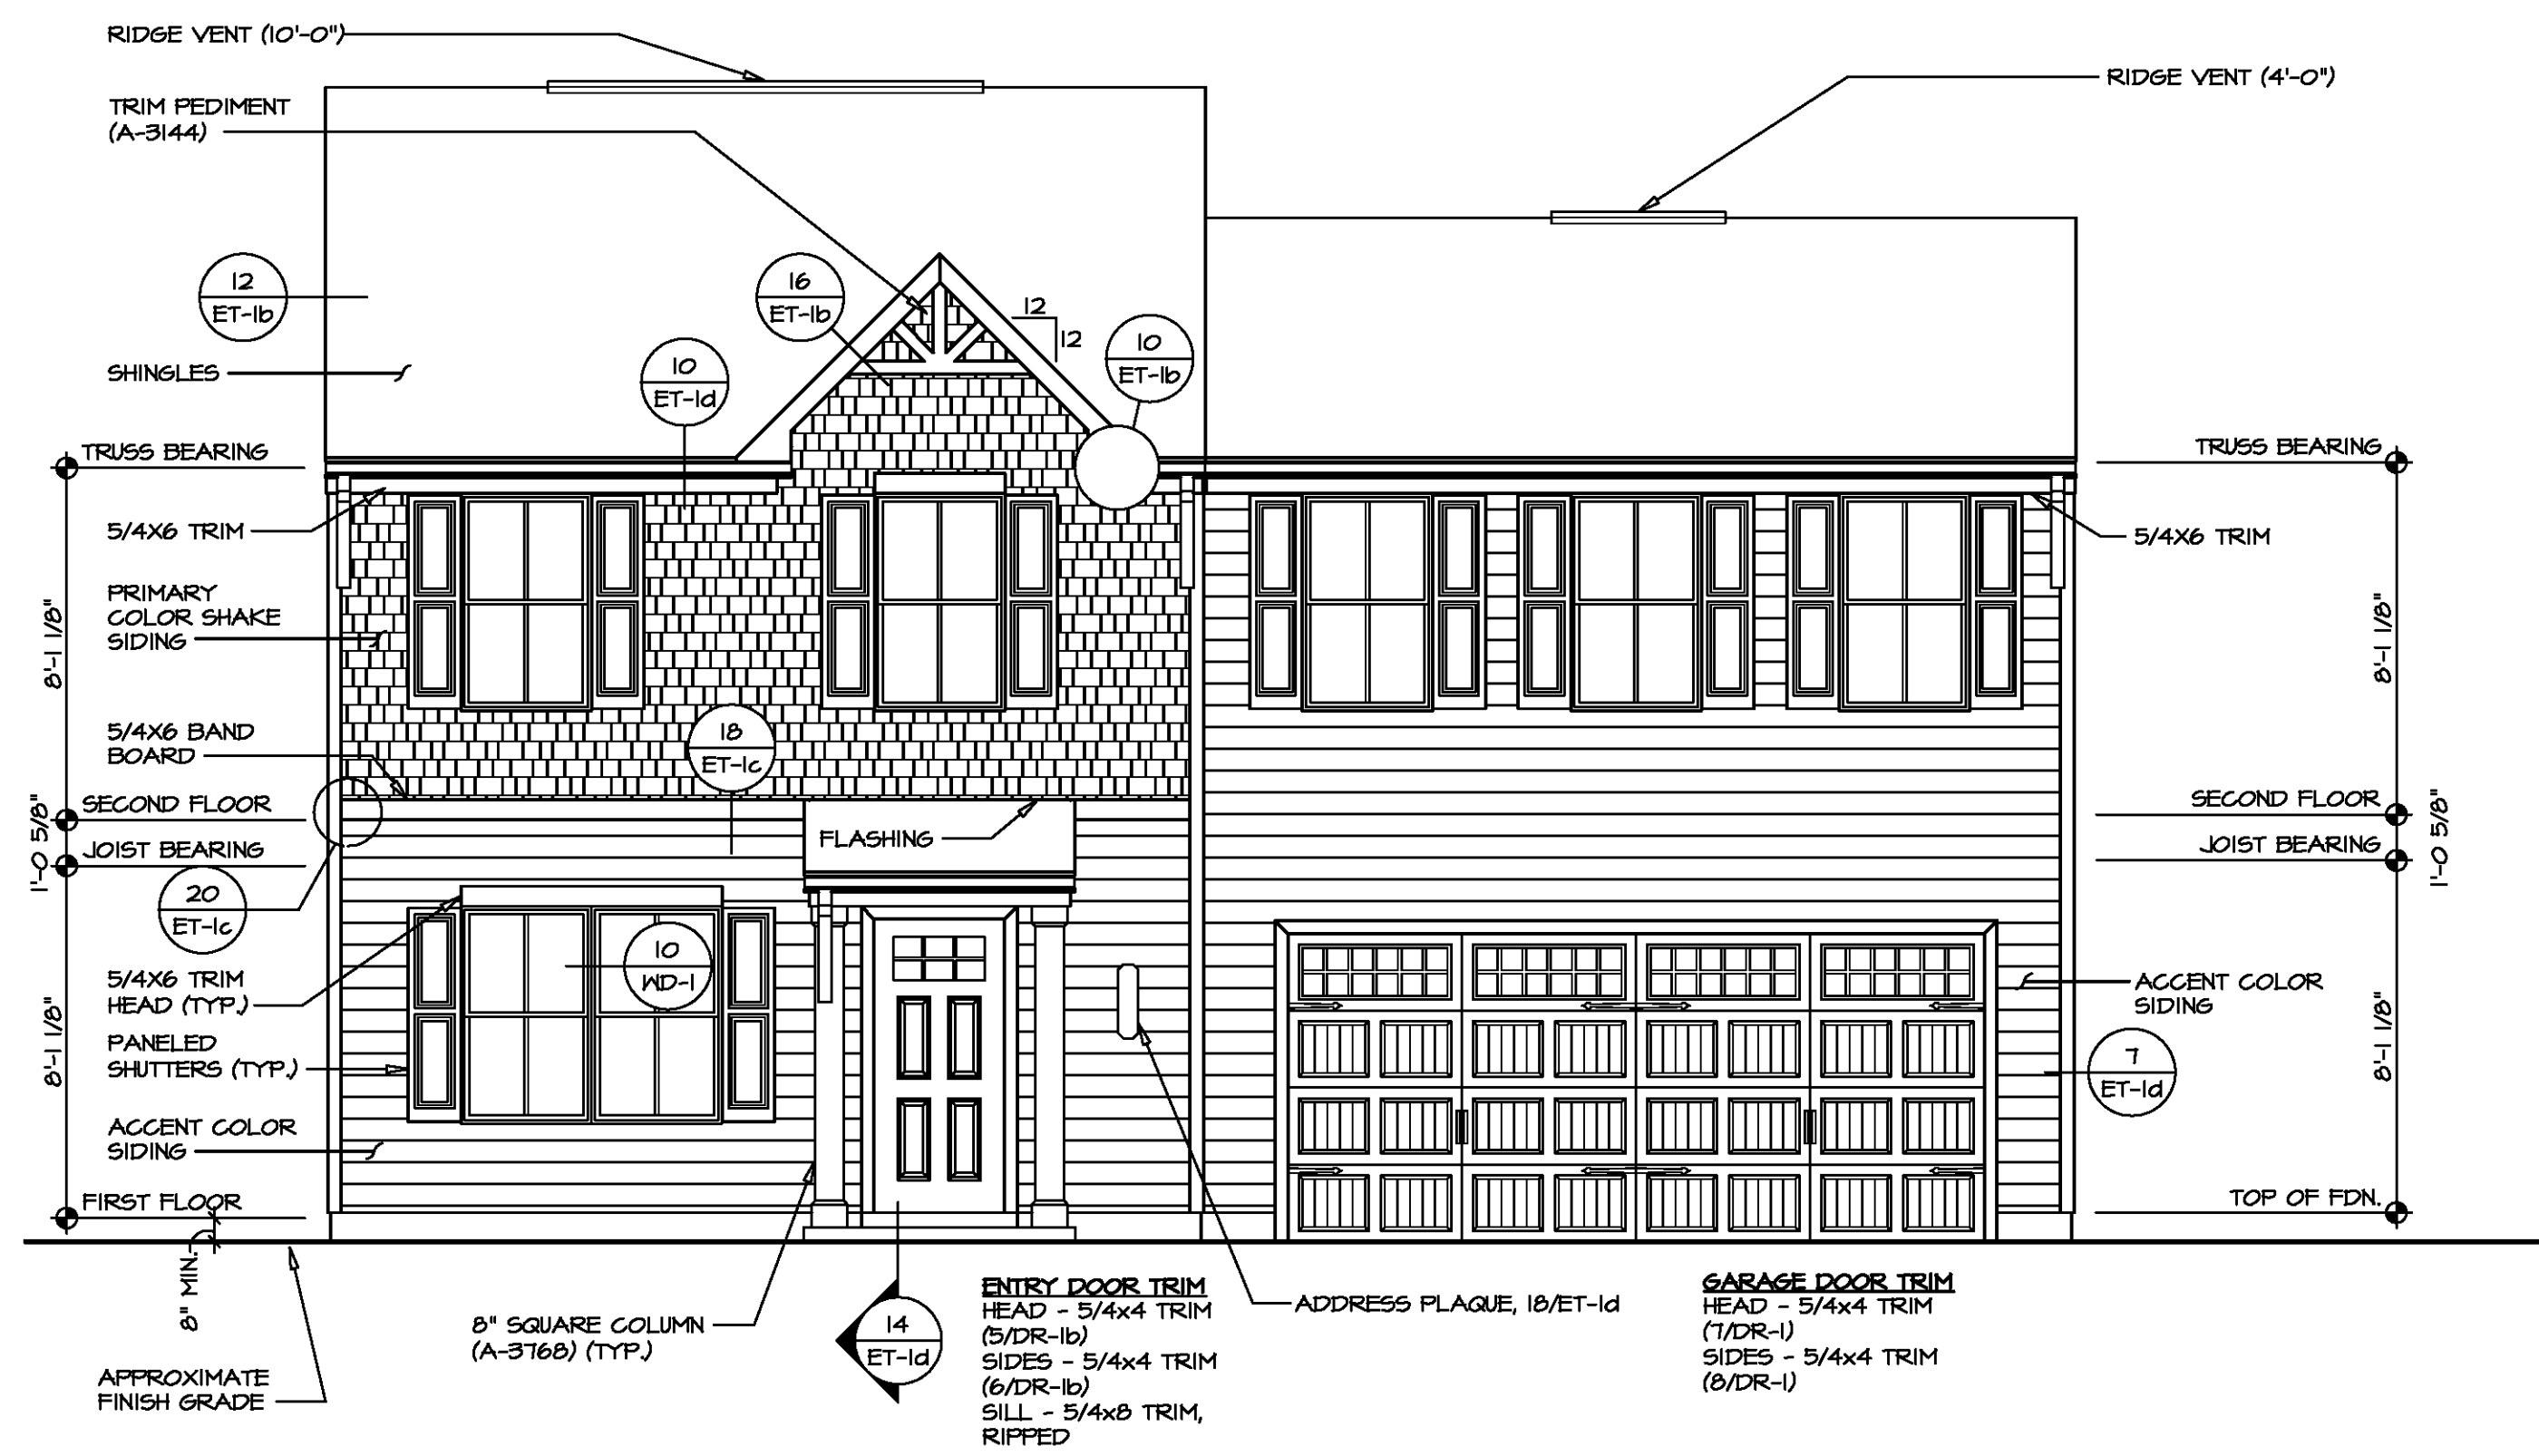 RIDGE VENT (10'-0")
RIDGE VENT (4'-0")
TRIM PEDIMENT
(A-3144)
12
ET-1b
16
ET-1b
12
12
10
ET-1b
10
ET-1d
SHINGLES
TRUSS BEARING
TRUSS BEARING
5/4X6 TRIM
5/4X6 TRIM
PRIMARY
COLOR SHAKE
SIDING
8'-1 1/8"
8'-1 1/8"
5/4X6 BAND
BOARD
18
ET-1c
SECOND FLOOR
SECOND FLOOR
1'-0 5/8"
1'-0 5/8"
FLASHING
JOIST BEARING
JOIST BEARING
20
ET-1c
10
WD-1
5/4X6 TRIM
HEAD (TYP.)
ACCENT COLOR
SIDING
PANELED
SHUTTERS (TYP.)
8'-1 1/8"
8'-1 1/8"
7
ET-1d
ACCENT COLOR
SIDING
FIRST FLOOR
TOP OF FDN.
8" MIN.
APPROXIMATE
FINISH GRADE
8" SQUARE COLUMN
(A-3768) (TYP.)
14
ET-1d
ENTRY DOOR TRIM
HEAD - 5/4x4 TRIM
(5/DR-1b)
SIDES - 5/4x4 TRIM
(6/DR-1b)
SILL - 5/4x8 TRIM,
RIPPED
ADDRESS PLAQUE, 18/ET-1d
GARAGE DOOR TRIM
HEAD - 5/4x4 TRIM
(7/DR-1)
SIDES - 5/4x4 TRIM
(8/DR-1)